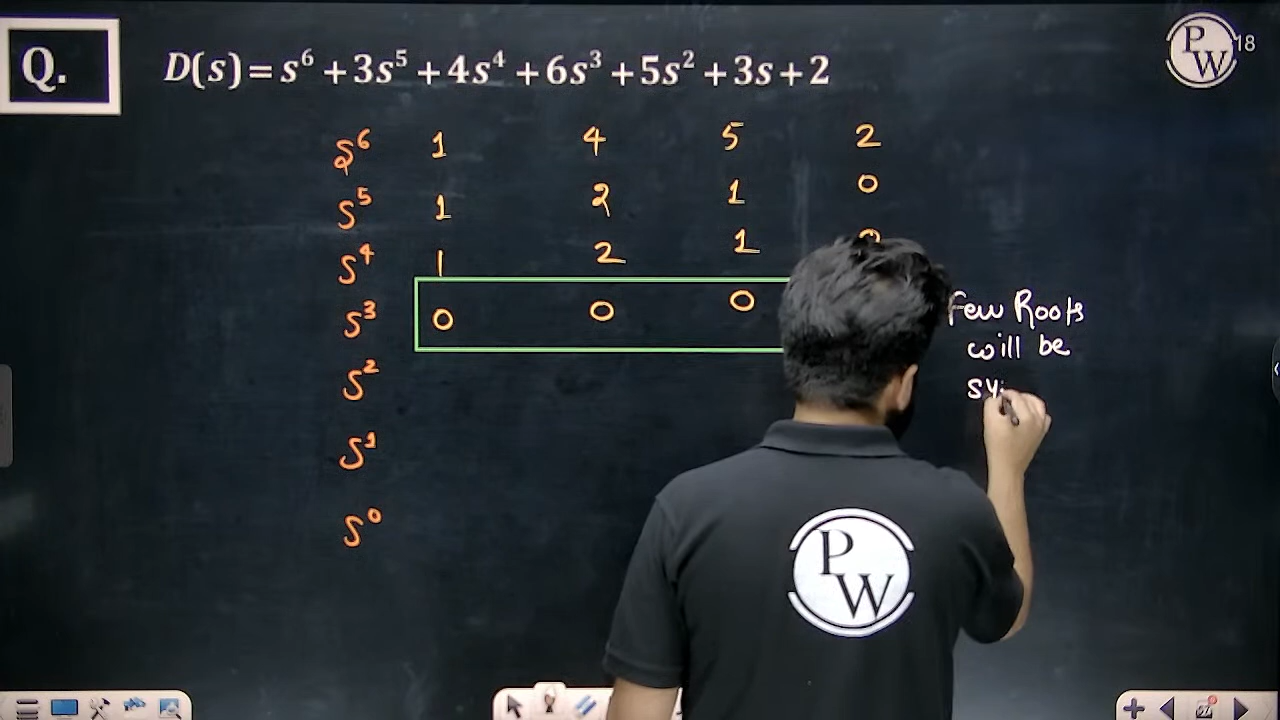 Q.
D(s) = s⁶ + 3s⁵ + 4s⁴ + 6s³ + 5s² + 3s + 2
PW
18
S⁶ 1 4 5 2
S⁵ 1 2 1 0
S⁴ 1 2 1
S³ 0 0 0
S²
S¹
S⁰
Few Roots
will be
PW